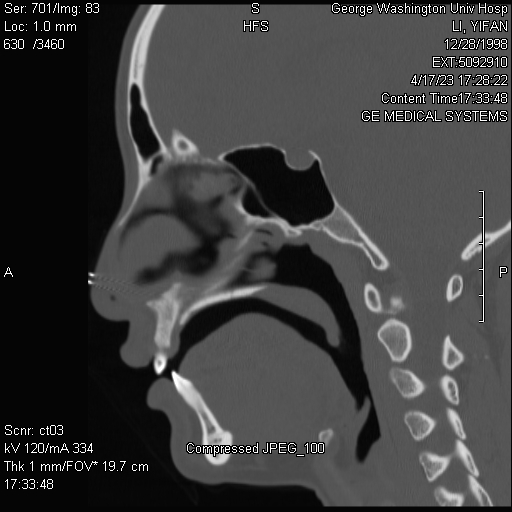 Ser: 701/Img: 83
Loc: 1.0 mm
630 /3460
S
HFS
George Washington Univ Hosp
LI, YIFAN
12/28/1998
EXT:5092910
4/17/23 17:28:22
Content Time17:33:48
GE MEDICAL SYSTEMS
A
P
Scnr: ct03
kV 120/mA 334
Thk 1 mm/FOV* 19.7 cm
17:33:48
Compressed JPEG_100